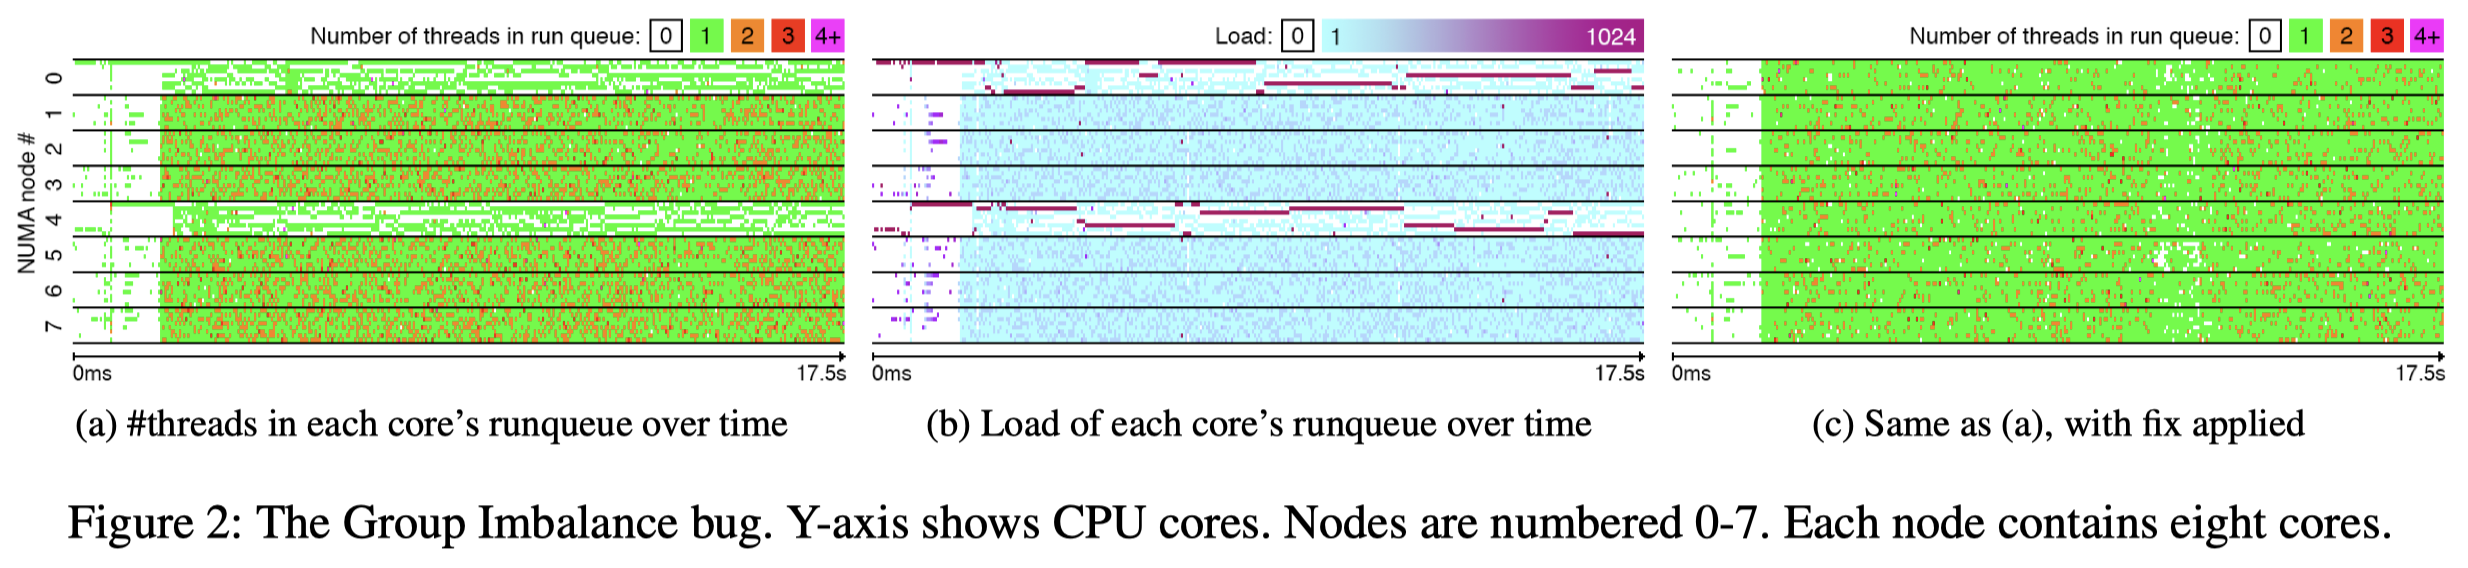 Number of threads in run queue: 0 1 2 3 4+
Load: 0 1 1024
Number of threads in run queue: 0 1 2 3 4+
NUMA node #
0
1
2
3
4
5
6
7
0ms 17.5s
0ms 17.5s
0ms 17.5s
(a) #threads in each core’s runqueue over time
(b) Load of each core’s runqueue over time
(c) Same as (a), with fix applied
Figure 2: The Group Imbalance bug. Y-axis shows CPU cores. Nodes are numbered 0-7. Each node contains eight cores.